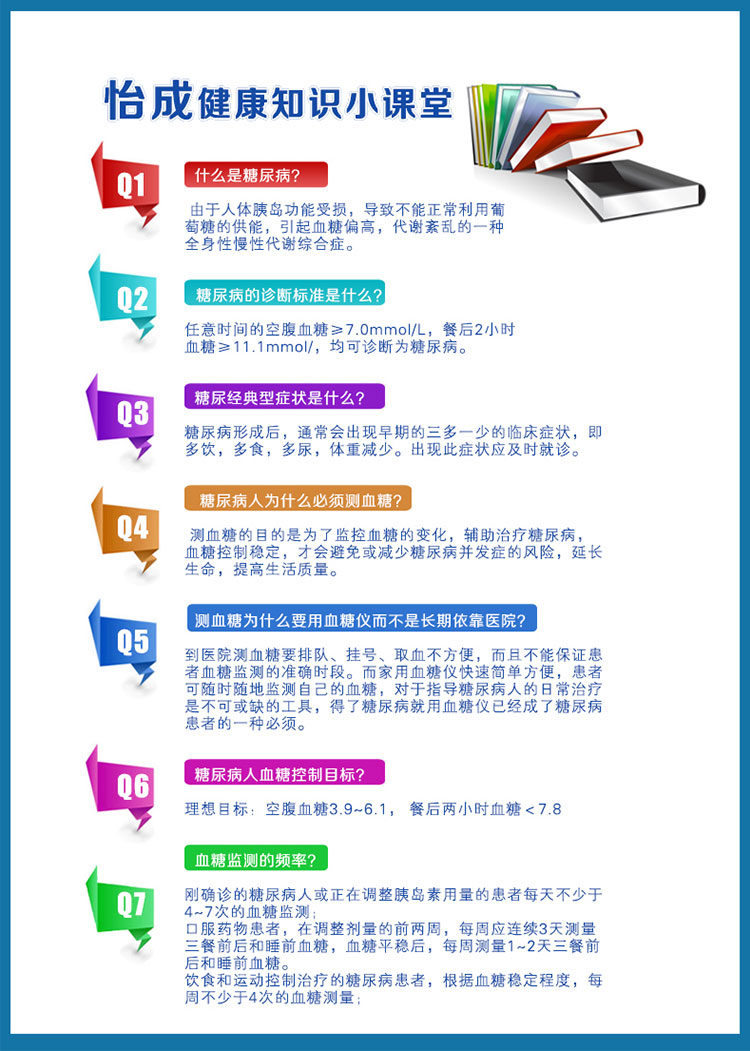 怡成健康知识小课堂
Q1
什么是糖尿病?
由于人体胰岛功能受损，导致不能正常利用葡
萄糖的供能，引起血糖偏高，代谢紊乱的一种
全身性慢性代谢综合症。
Q2
糖尿病的诊断标准是什么?
任意时间的空腹血糖≥7.0mmol/L，餐后2小时
血糖≥11.1mmol/，均可诊断为糖尿病。
Q3
糖尿经典型症状是什么?
糖尿病形成后，通常会出现早期的三多一少的临床症状，即
多饮，多食，多尿，体重减少。出现此症状应及时就诊。
Q4
糖尿病人为什么必须测血糖?
测血糖的目的是为了监控血糖的变化，辅助治疗糖尿病，
血糖控制稳定，才会避免或减少糖尿病并发症的风险，延长
生命，提高生活质量。
Q5
测血糖为什么要用血糖仪而不是长期依靠医院?
到医院测血糖要排队、挂号、取血不方便，而且不能保证患
者血糖监测的准确时段。而家用血糖仪快速简单方便，患者
可随时随地监测自己的血糖，对于指导糖尿病人的日常治疗
是不可或缺的工具，得了糖尿病就用血糖仪已经成了糖尿病
患者的一种必须。
Q6
糖尿病人血糖控制目标?
理想目标：空腹血糖3.9~6.1， 餐后两小时血糖＜7.8
Q7
血糖监测的频率?
刚确诊的糖尿病人或正在调整胰岛素用量的患者每天不少于
4~7次的血糖监测；
口服药物患者，在调整剂量的前两周，每周应连续3天测量
三餐前后和睡前血糖，血糖平稳后，每周测量1~2天三餐前
后和睡前血糖。
饮食和运动控制治疗的糖尿病患者，根据血糖稳定程度，每
周不少于4次的血糖测量；